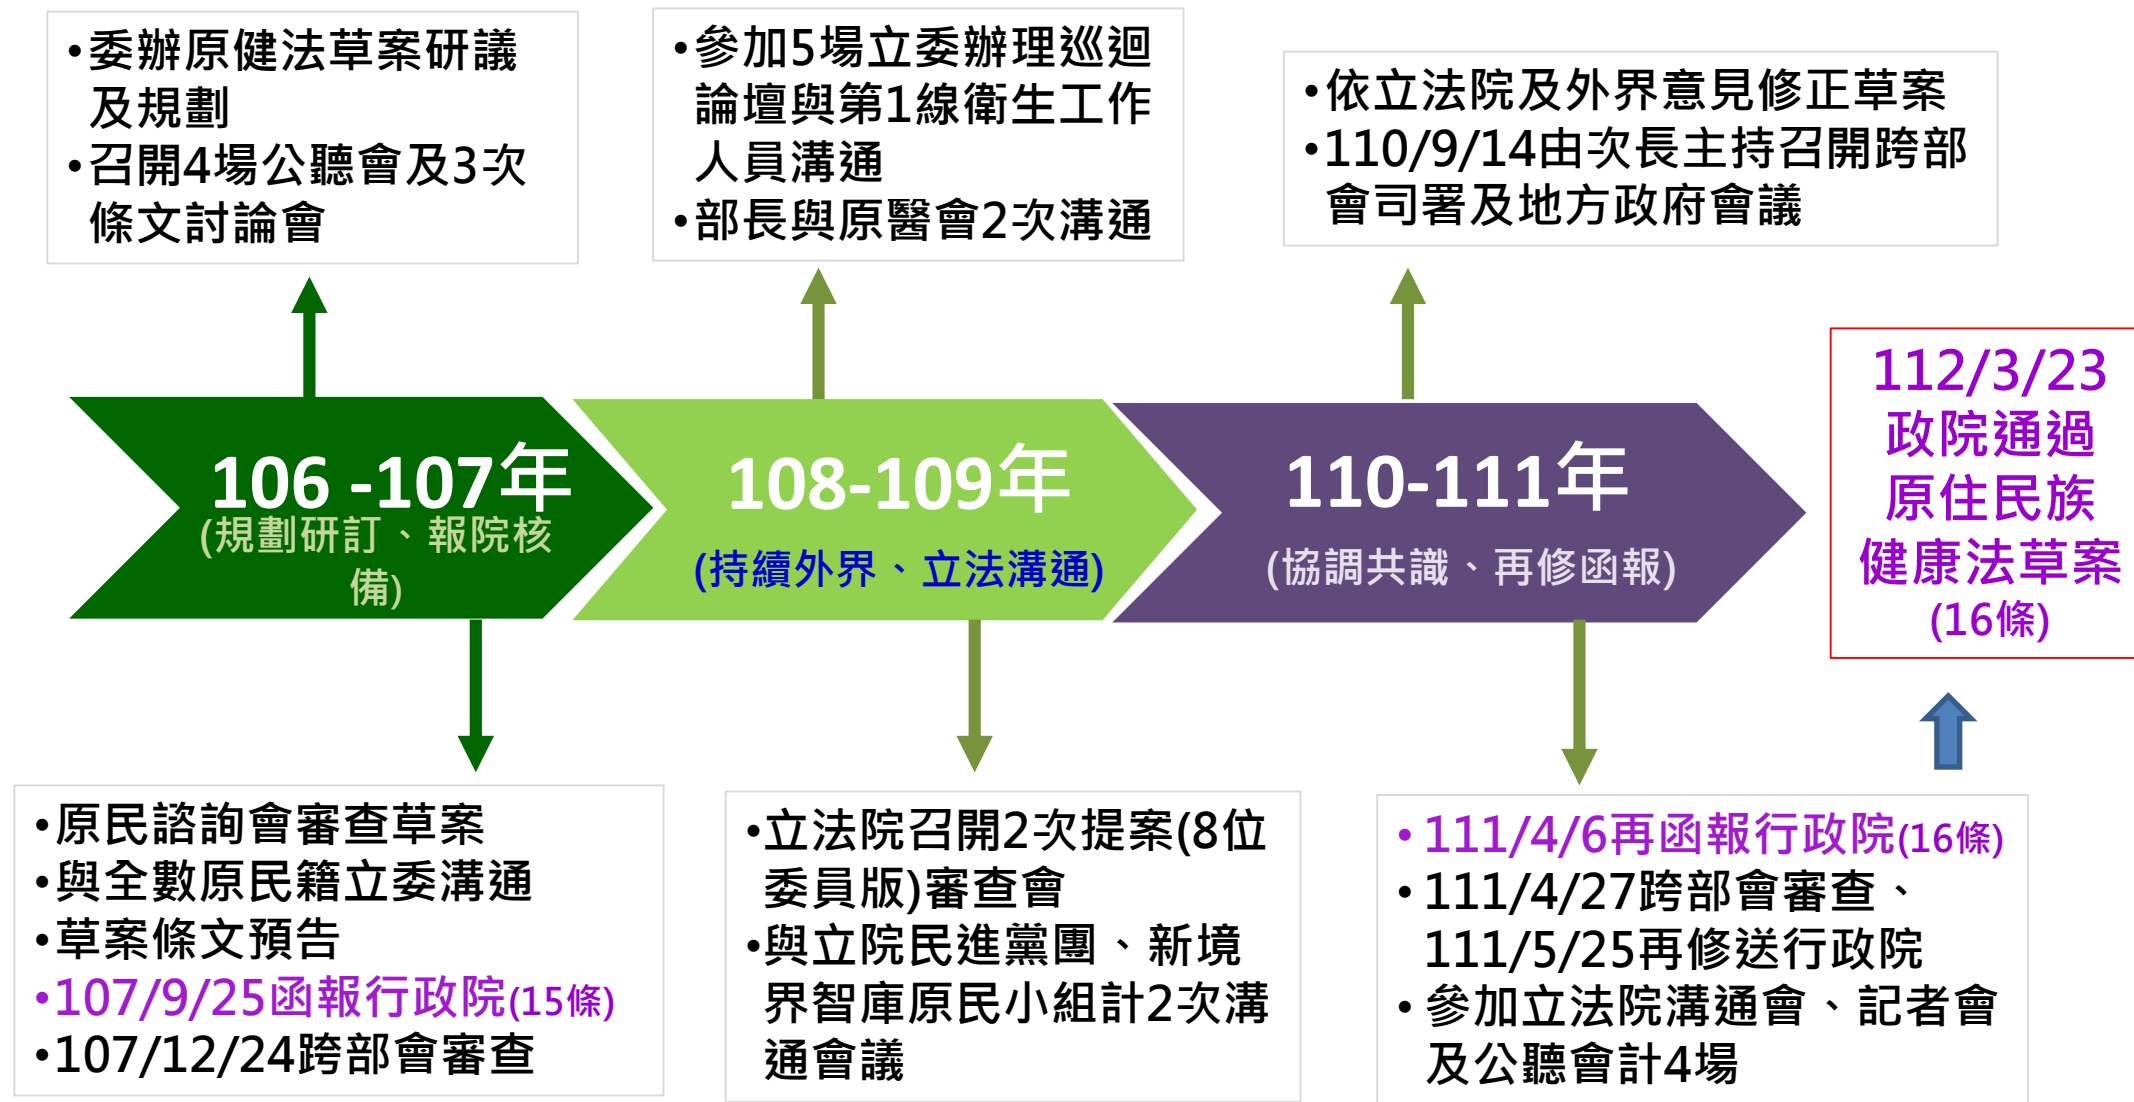 •委辦原健法草案研議
及規劃
•召開4場公聽會及3次
條文討論會
•參加5場立委辦理巡迴
論壇與第1線衛生工作
人員溝通
•部長與原醫會2次溝通
•依立法院及外界意見修正草案
•110/9/14由次長主持召開跨部
會司署及地方政府會議
106 -107年
(規劃研訂、報院核
備)
108-109年
(持續外界、立法溝通)
110-111年
(協調共識、再修函報)
112/3/23
政院通過
原住民族
健康法草案
(16條)
•原民諮詢會審查草案
•與全數原民籍立委溝通
•草案條文預告
•107/9/25函報行政院(15條)
•107/12/24跨部會審查
•立法院召開2次提案(8位
委員版)審查會
•與立院民進黨團、新境
界智庫原民小組計2次溝
通會議
•111/4/6再函報行政院(16條)
•111/4/27跨部會審查、
111/5/25再修送行政院
•參加立法院溝通會、記者會
及公聽會計4場